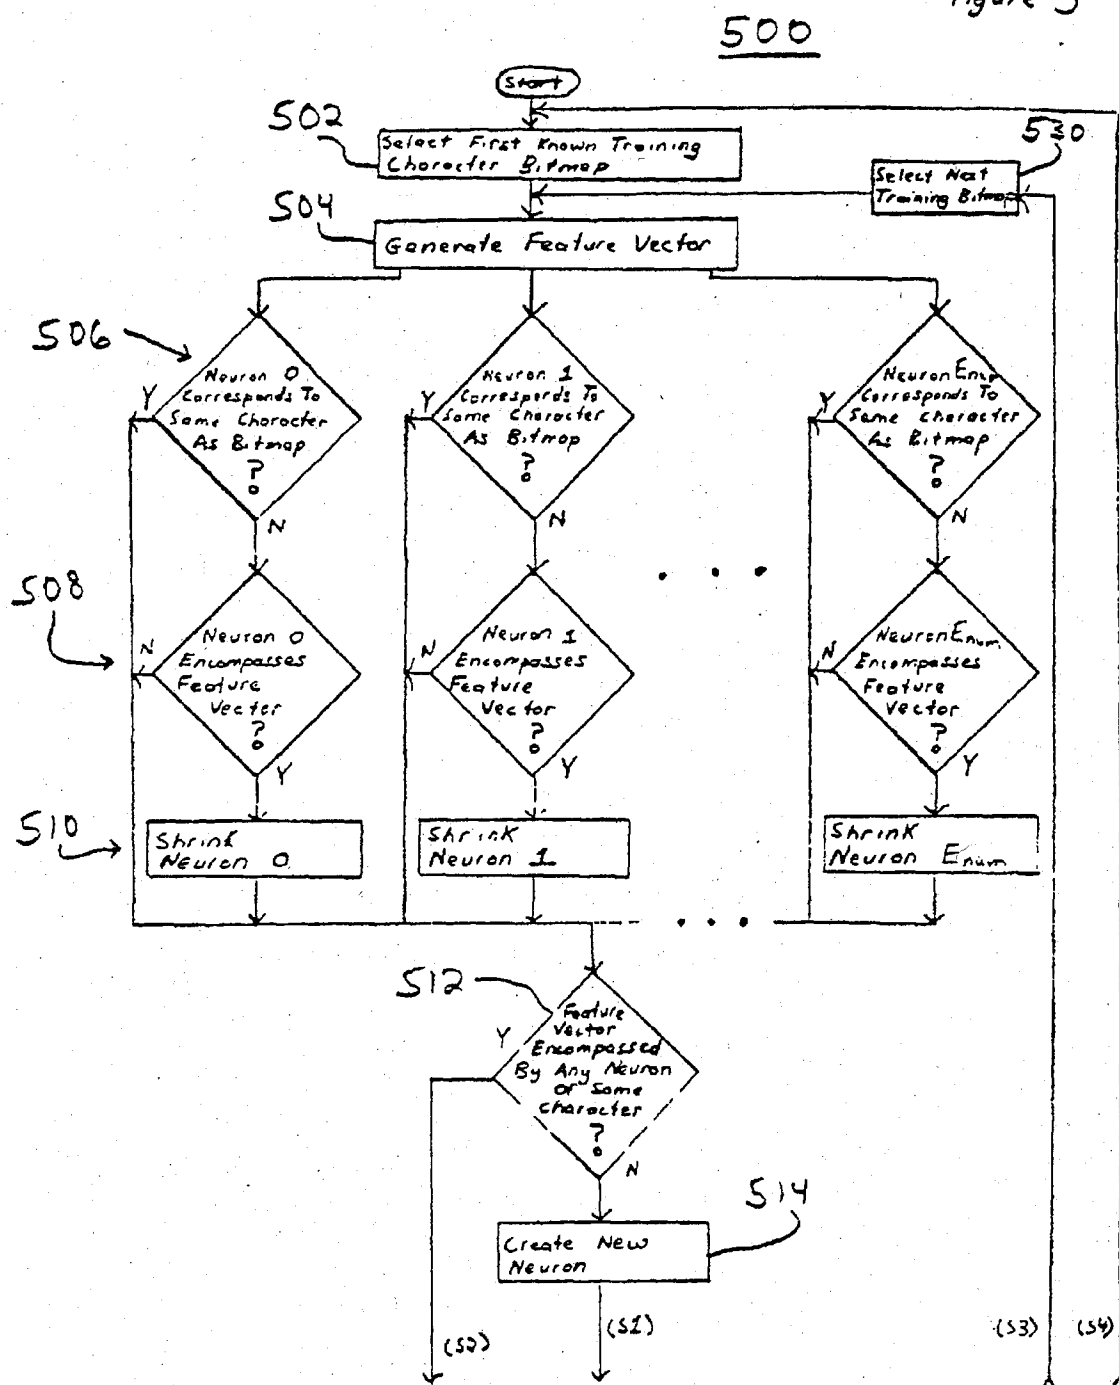 Figure 5
500
Start
502
Select First Known Training
Character Bitmap
530
Select Next
Training Bitmap
504
Generate Feature Vector
506
Neuron 0
Corresponds To
Same Character
As Bitmap
?
Y
N
Neuron 1
Corresponds To
Same Character
As Bitmap
?
Y
N
Neuron Enum
Corresponds To
Same Character
As Bitmap
?
Y
N
508
Neuron 0
Encompasses
Feature
Vector
?
N
Y
Neuron 1
Encompasses
Feature
Vector
?
N
Y
Neuron Enum
Encompasses
Feature
Vector
?
N
Y
510
Shrink
Neuron 0
Shrink
Neuron 1
Shrink
Neuron Enum
512
Feature
Vector
Encompassed
By Any Neuron
Of Same
Character
?
Y
N
514
Create New
Neuron
(S2)
(S1)
(S3)
(S4)